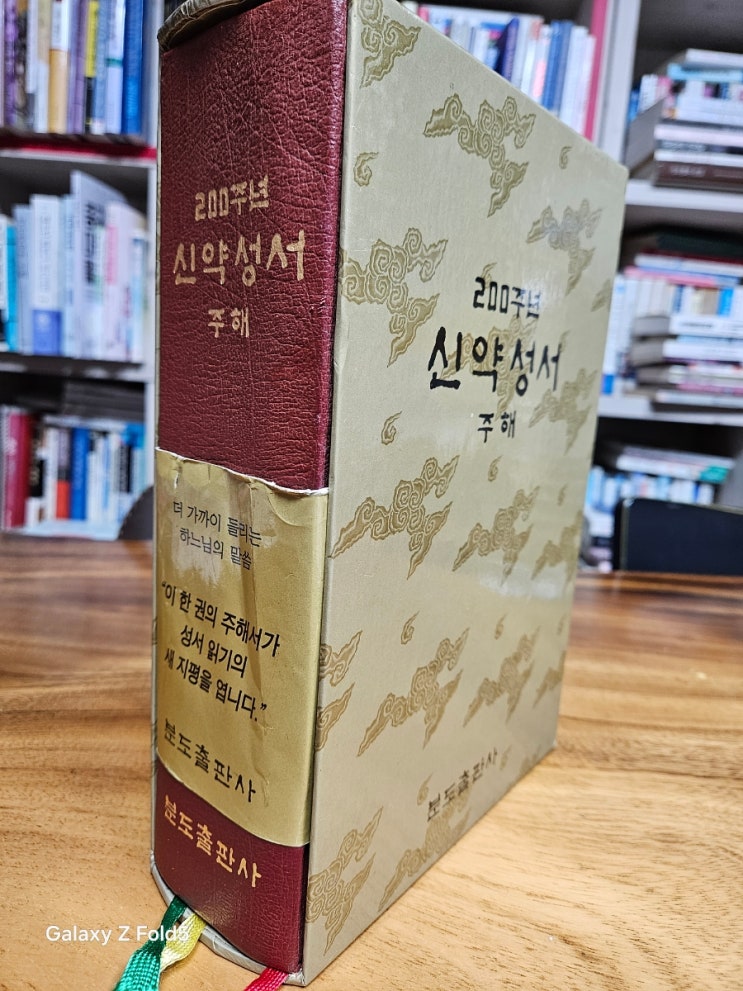 200주년
신약성서
주해
더 가까이 들리는
하느님의 말씀
“이 한 권의 주해서가
성서 읽기의
새 지평을 엽니다.”
분도출판사
분도출판사
200주년
신약성서
주해
분도출판사
Galaxy Z Fold5